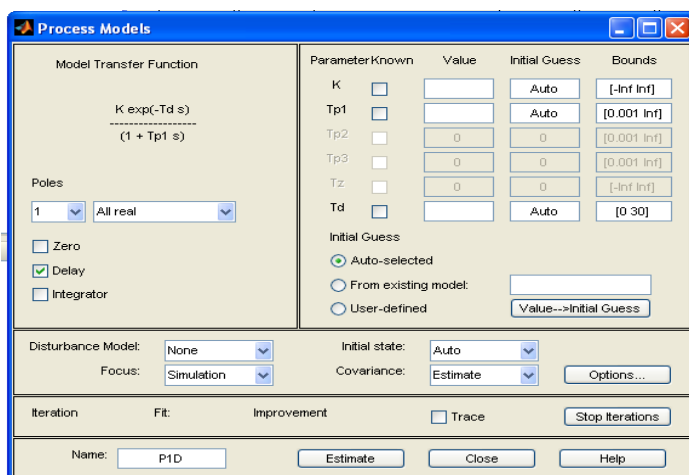 Process Models
Model Transfer Function
K exp(-Td s)
------------------
(1 + Tp1 s)
Poles
1 All real
Zero
Delay
Integrator
Parameter Known Value Initial Guess Bounds
K Auto [-Inf Inf]
Tp1 Auto [0.001 Inf]
Tp2 0 0 [0.001 Inf]
Tp3 0 0 [0.001 Inf]
Tz 0 0 [-Inf Inf]
Td Auto [0 30]
Initial Guess
Auto-selected
From existing model:
User-defined Value-->Initial Guess
Disturbance Model: None Initial state: Auto
Focus: Simulation Covariance: Estimate Options...
Iteration Fit: Improvement Trace Stop Iterations
Name: P1D Estimate Close Help